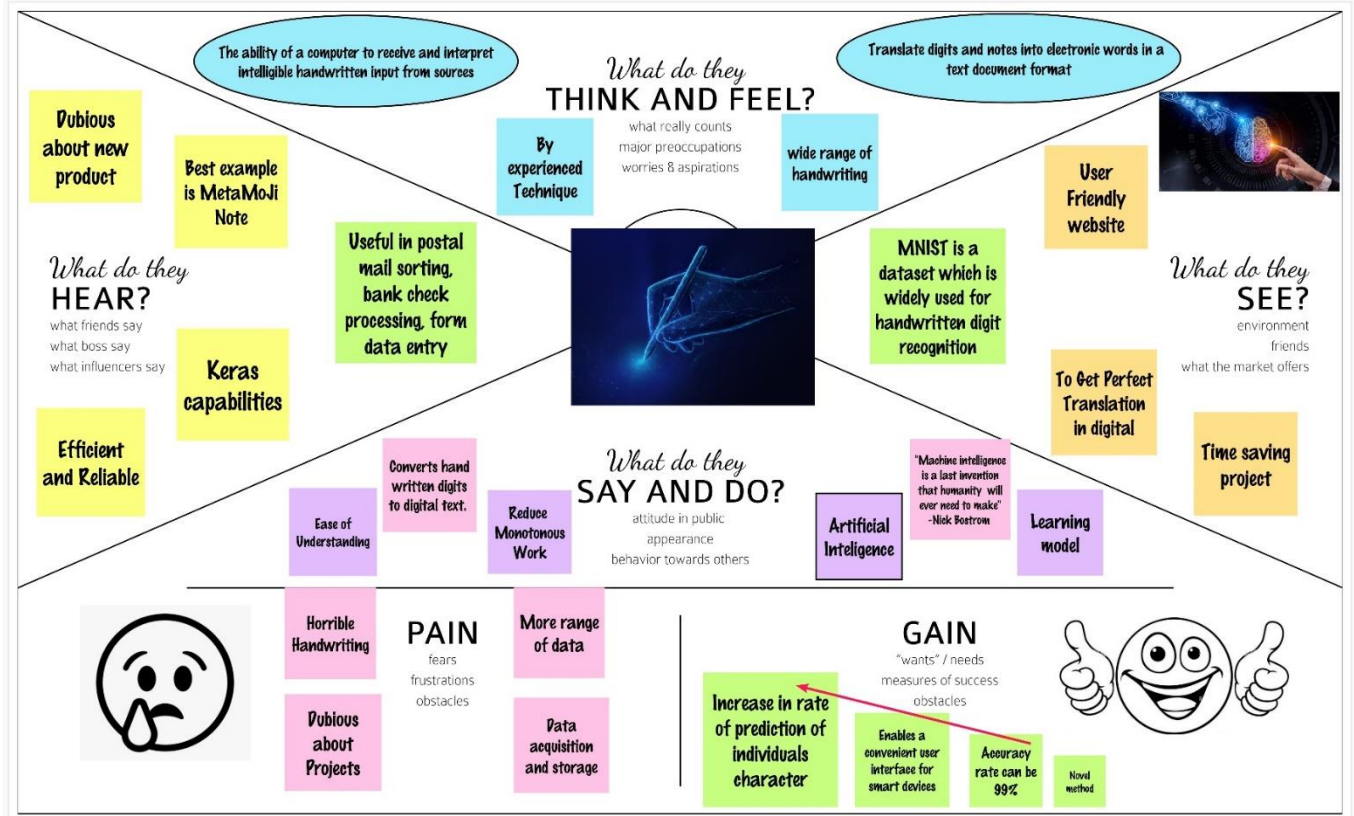 The ability of a computer to receive and interpret
intelligible handwritten input from sources
Translate digits and notes into electronic words in a
text document format
What do they
THINK AND FEEL?
what really counts
major preoccupations
worries & aspirations
By
experienced
Technique
wide range of
handwriting
Dubious
about new
product
Best example
is MetaMoJi
Note
What do they
HEAR?
what friends say
what boss say
what influencers say
Keras
capabilities
Efficient
and Reliable
Useful in postal
mail sorting,
bank check
processing, form
data entry
MNIST is a
dataset which is
widely used for
handwritten digit
recognition
User
Friendly
website
What do they
SEE?
environment
friends
what the market offers
To Get Perfect
Translation
in digital
Time saving
project
What do they
SAY AND DO?
attitude in public
appearance
behavior towards others
Ease of
Understanding
Converts hand
written digits
to digital text.
Reduce
Monotonous
Work
Artificial
Inteligence
"Machine intelligence
is a last invention
that humanity will
ever need to make"
-Nick Bostrom
Learning
model
PAIN
fears
frustrations
obstacles
Horrible
Handwriting
More range
of data
Dubious
about
Projects
Data
acquisition
and storage
GAIN
"wants" / needs
measures of success
obstacles
Increase in rate
of prediction of
individuals
character
Enables a
convenient user
interface for
smart devices
Accuracy
rate can be
99%
Novel
method